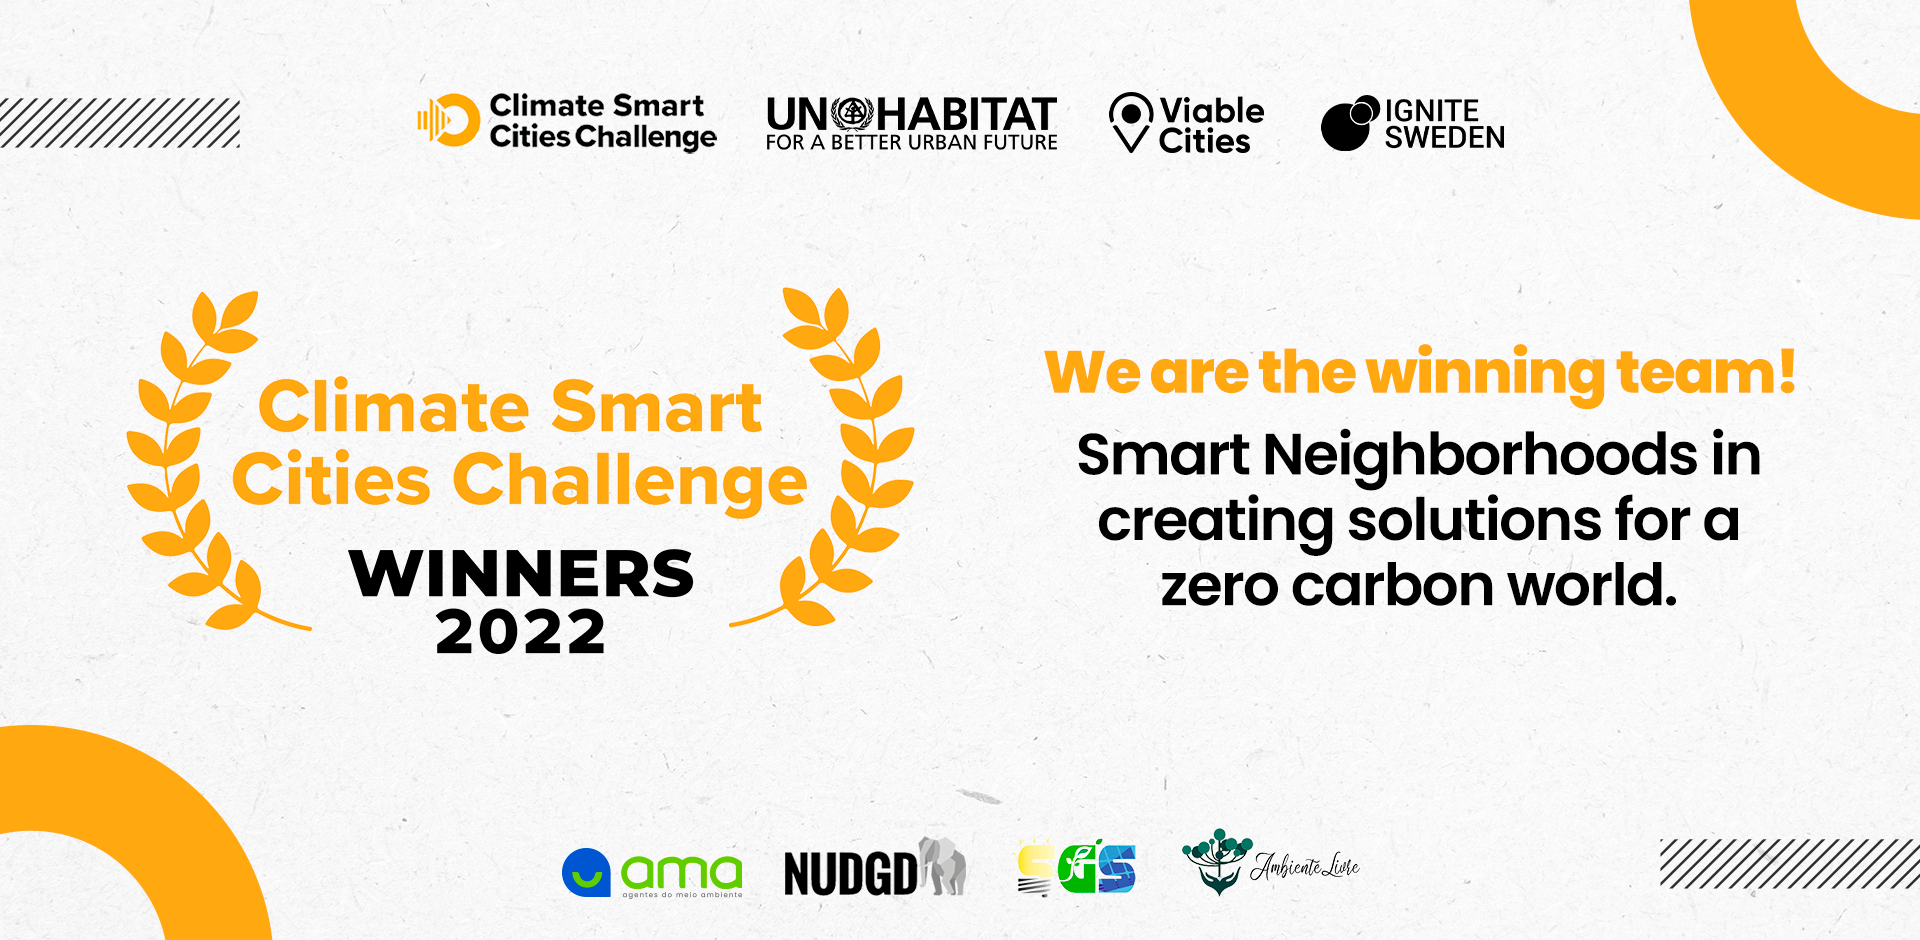 Climate Smart
Cities Challenge
UN HABITAT
FOR A BETTER URBAN FUTURE
Viable
Cities
IGNITE
SWEDEN
Climate Smart
Cities Challenge
WINNERS
2022
We are the winning team!
Smart Neighborhoods in
creating solutions for a
zero carbon world.
ama
agentes do meio ambiente
NUDGD
SGS
Ambiente Livre